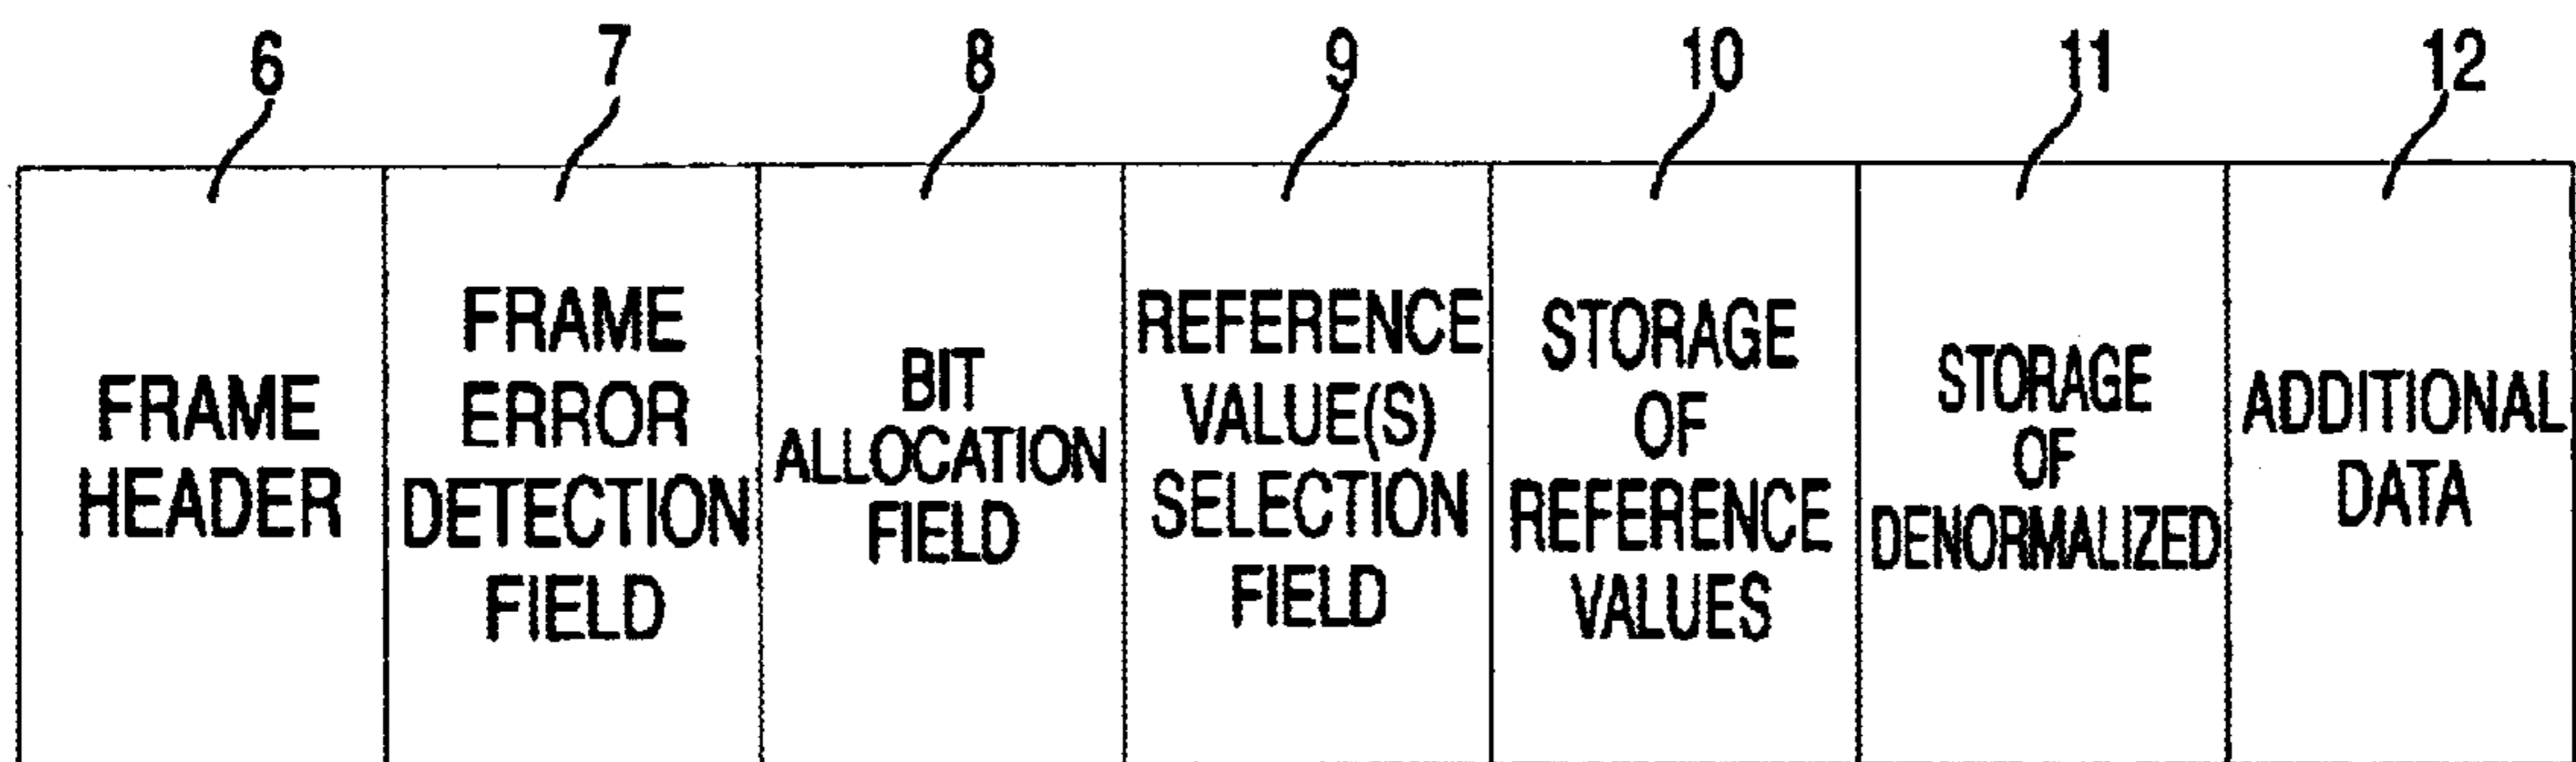 6 7 8 9 10 11 12
FRAME
HEADER
FRAME
ERROR
DETECTION
FIELD
BIT
ALLOCATION
FIELD
REFERENCE
VALUE(S)
SELECTION
FIELD
STORAGE
OF
REFERENCE
VALUES
STORAGE
OF
DENORMALIZED
ADDITIONAL
DATA